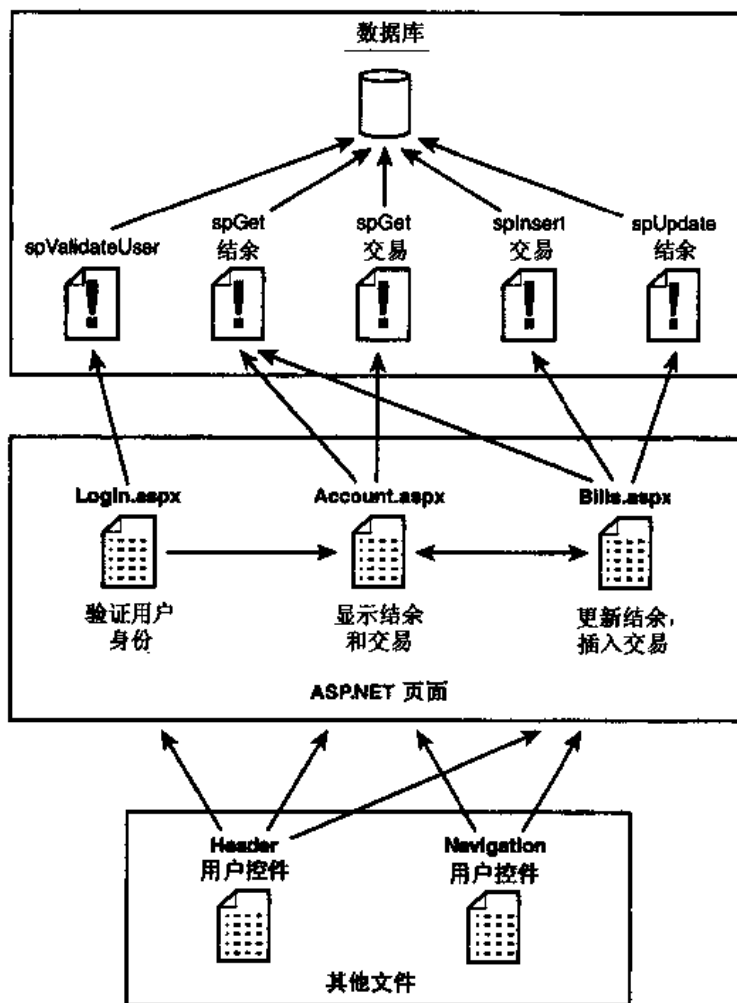 数据库
spValidateUser
spGet
结余
spGet
交易
spInsert
交易
spUpdate
结余
Login.aspx
Account.aspx
Bills.aspx
验证用户
身份
显示结余
和交易
更新结余,
插入交易
ASP.NET 页面
Header
用户控件
Navigation
用户控件
其他文件